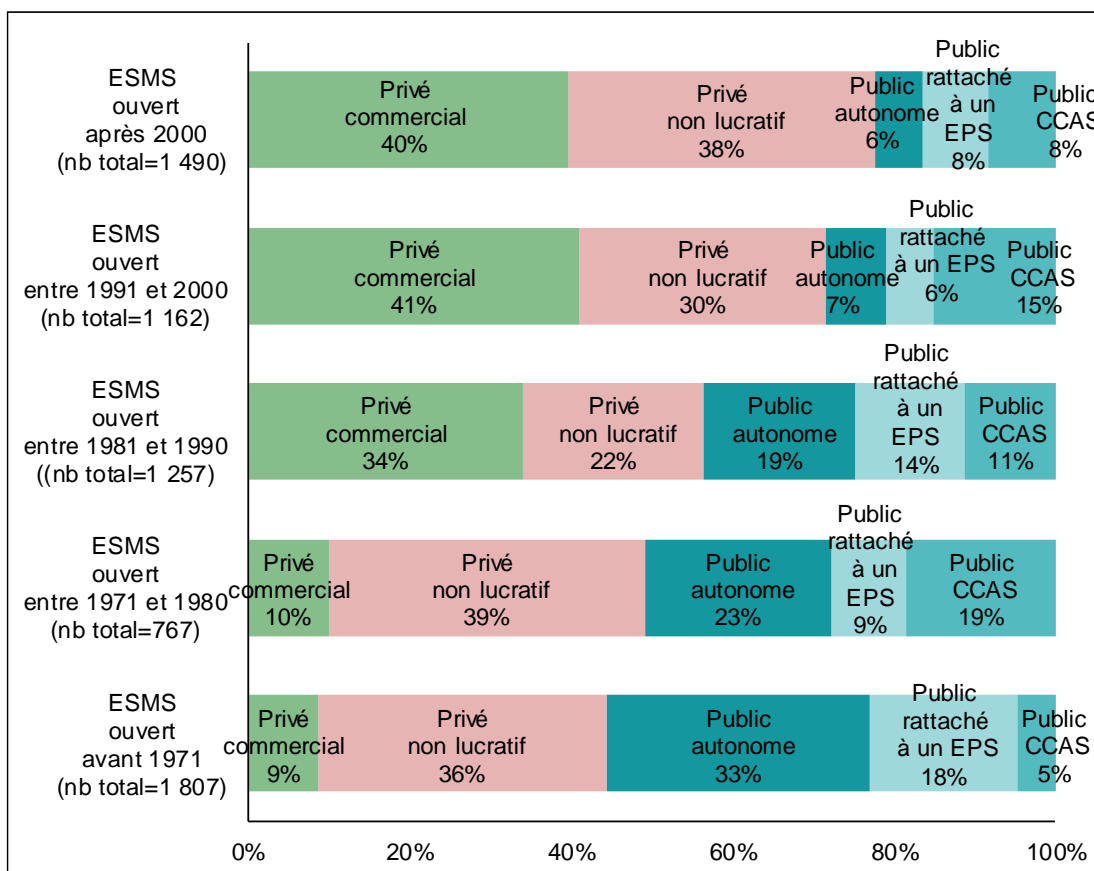 ESMS
ouvert
après 2000
(nb total=1 490)
Privé
commercial
40%
Privé
non lucratif
38%
Public
autonome
6%
Public
rattaché
à un
EPS
8%
Public
CCAS
8%
ESMS
ouvert
entre 1991 et 2000
(nb total=1 162)
Privé
commercial
41%
Privé
non lucratif
30%
Public
autonome
7%
Public
rattaché
à un EPS
6%
Public
CCAS
15%
ESMS
ouvert
entre 1981 et 1990
((nb total=1 257)
Privé
commercial
34%
Privé
non lucratif
22%
Public
autonome
19%
Public
rattaché
à un
EPS
14%
Public
CCAS
11%
ESMS
ouvert
entre 1971 et 1980
(nb total=767)
Privé
commercial
10%
Privé
non lucratif
39%
Public
autonome
23%
Public
rattaché
à un
EPS
9%
Public
CCAS
19%
ESMS
ouvert
avant 1971
(nb total=1 807)
Privé
commercial
9%
Privé
non lucratif
36%
Public
autonome
33%
Public
rattaché
à un EPS
18%
Public
CCAS
5%
0% 20% 40% 60% 80% 100%